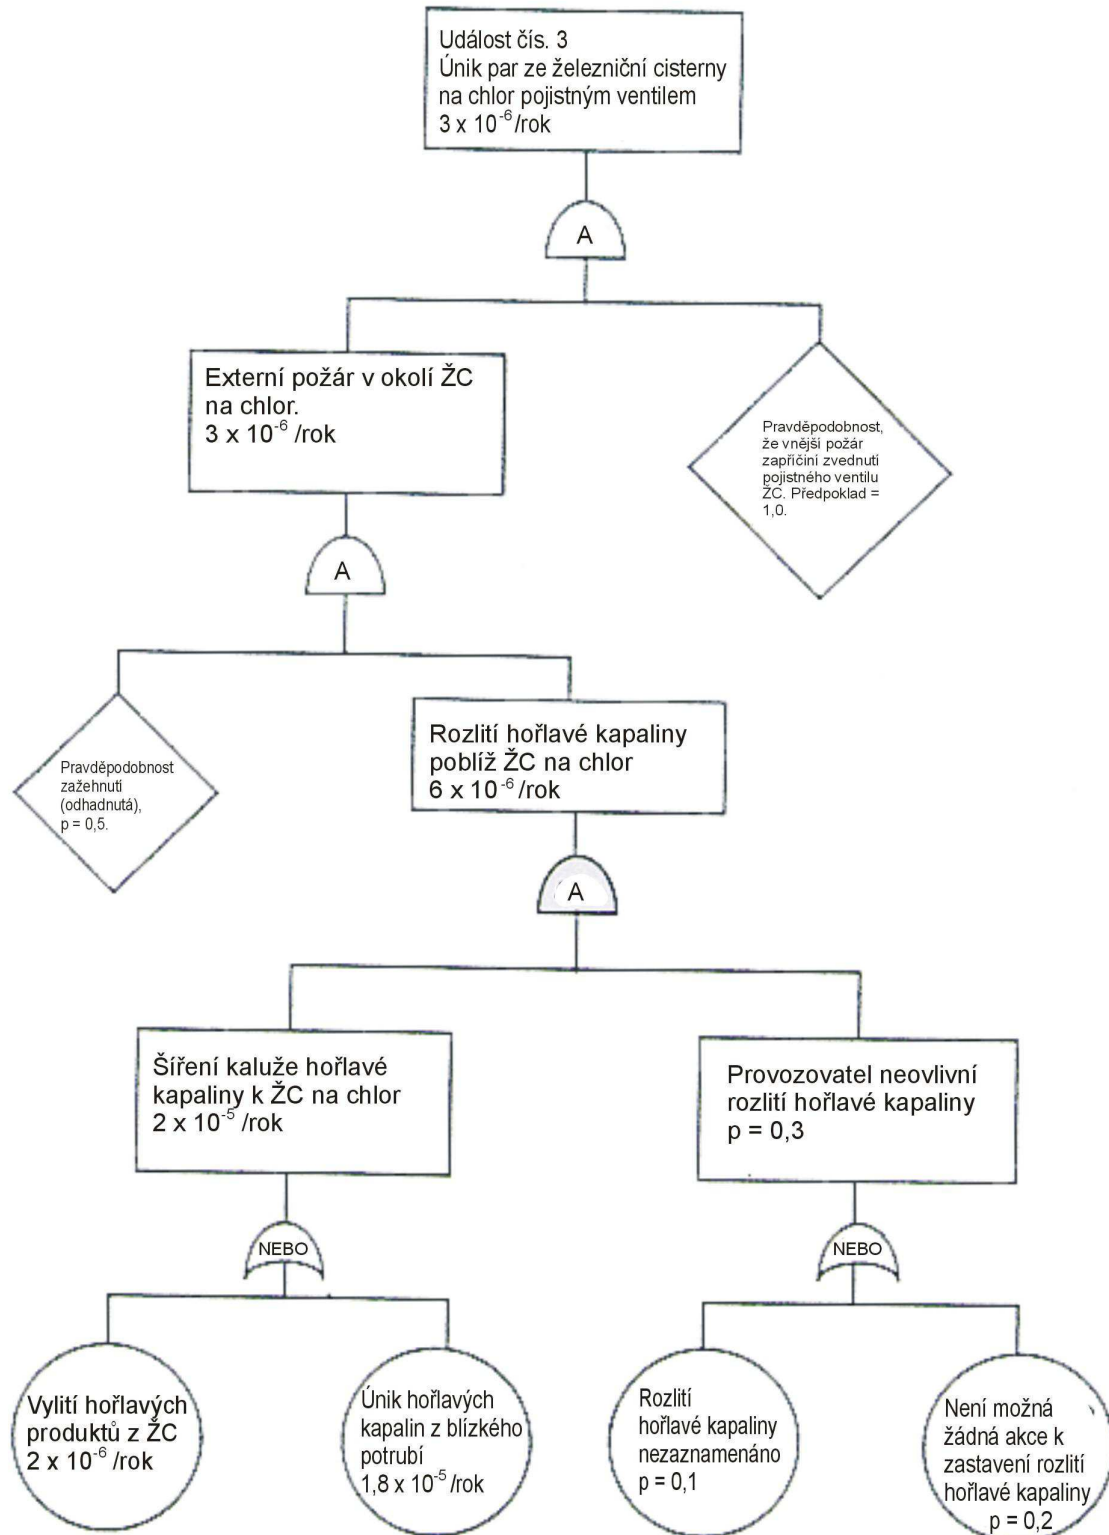 Událost čís. 3
Únik par ze železniční cisterny
na chlor pojistným ventilem
3 x 10⁻⁶/rok
A
Externí požár v okolí ŽC
na chlor.
3 x 10⁻⁶ /rok
Pravděpodobnost,
že vnější požár
zapříčiní zvednutí
pojistného ventilu
ŽC. Předpoklad =
1,0.
A
Pravděpodobnost
zažehnutí
(odhadnutá),
p = 0,5.
Rozlití hořlavé kapaliny
poblíž ŽC na chlor
6 x 10⁻⁶ /rok
A
Šíření kaluže hořlavé
kapaliny k ŽC na chlor
2 x 10⁻⁵ /rok
Provozovatel neovlivní
rozlití hořlavé kapaliny
p = 0,3
NEBO
NEBO
Vylití hořlavých
produktů z ŽC
2 x 10⁻⁶ /rok
Únik hořlavých
kapalin z blízkého
potrubí
1,8 x 10⁻⁵ /rok
Rozlití
hořlavé kapaliny
nezaznamenáno
p = 0,1
Není možná
žádná akce k
zastavení rozlití
hořlavé kapaliny
p = 0,2